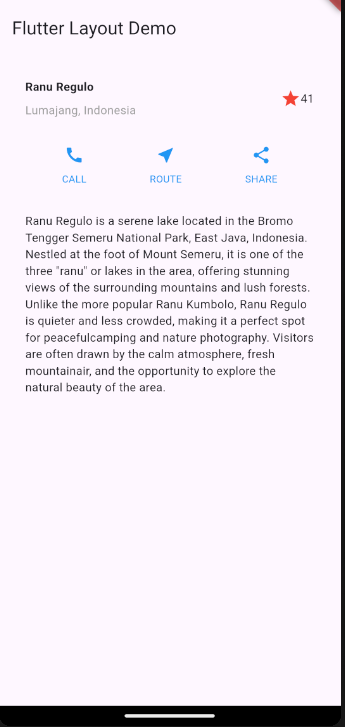 Flutter Layout Demo
Ranu Regulo
Lumajang, Indonesia
41
CALL
ROUTE
SHARE
Ranu Regulo is a serene lake located in the Bromo
Tengger Semeru National Park, East Java, Indonesia.
Nestled at the foot of Mount Semeru, it is one of the
three "ranu" or lakes in the area, offering stunning
views of the surrounding mountains and lush forests.
Unlike the more popular Ranu Kumbolo, Ranu Regulo
is quieter and less crowded, making it a perfect spot
for peacefulcamping and nature photography. Visitors
are often drawn by the calm atmosphere, fresh
mountainair, and the opportunity to explore the
natural beauty of the area.